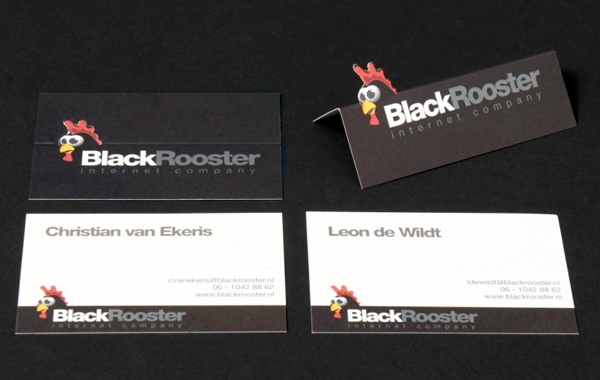 BlackRooster
internet company
BlackRooster
internet company
Christian van Ekeris
cvanekeris@blackrooster.nl
06 - 1042 88 62
www.blackrooster.nl
BlackRooster
internet company
Leon de Wildt
ldewildt@blackrooster.nl
06 - 1042 88 62
www.blackrooster.nl
BlackRooster
internet company